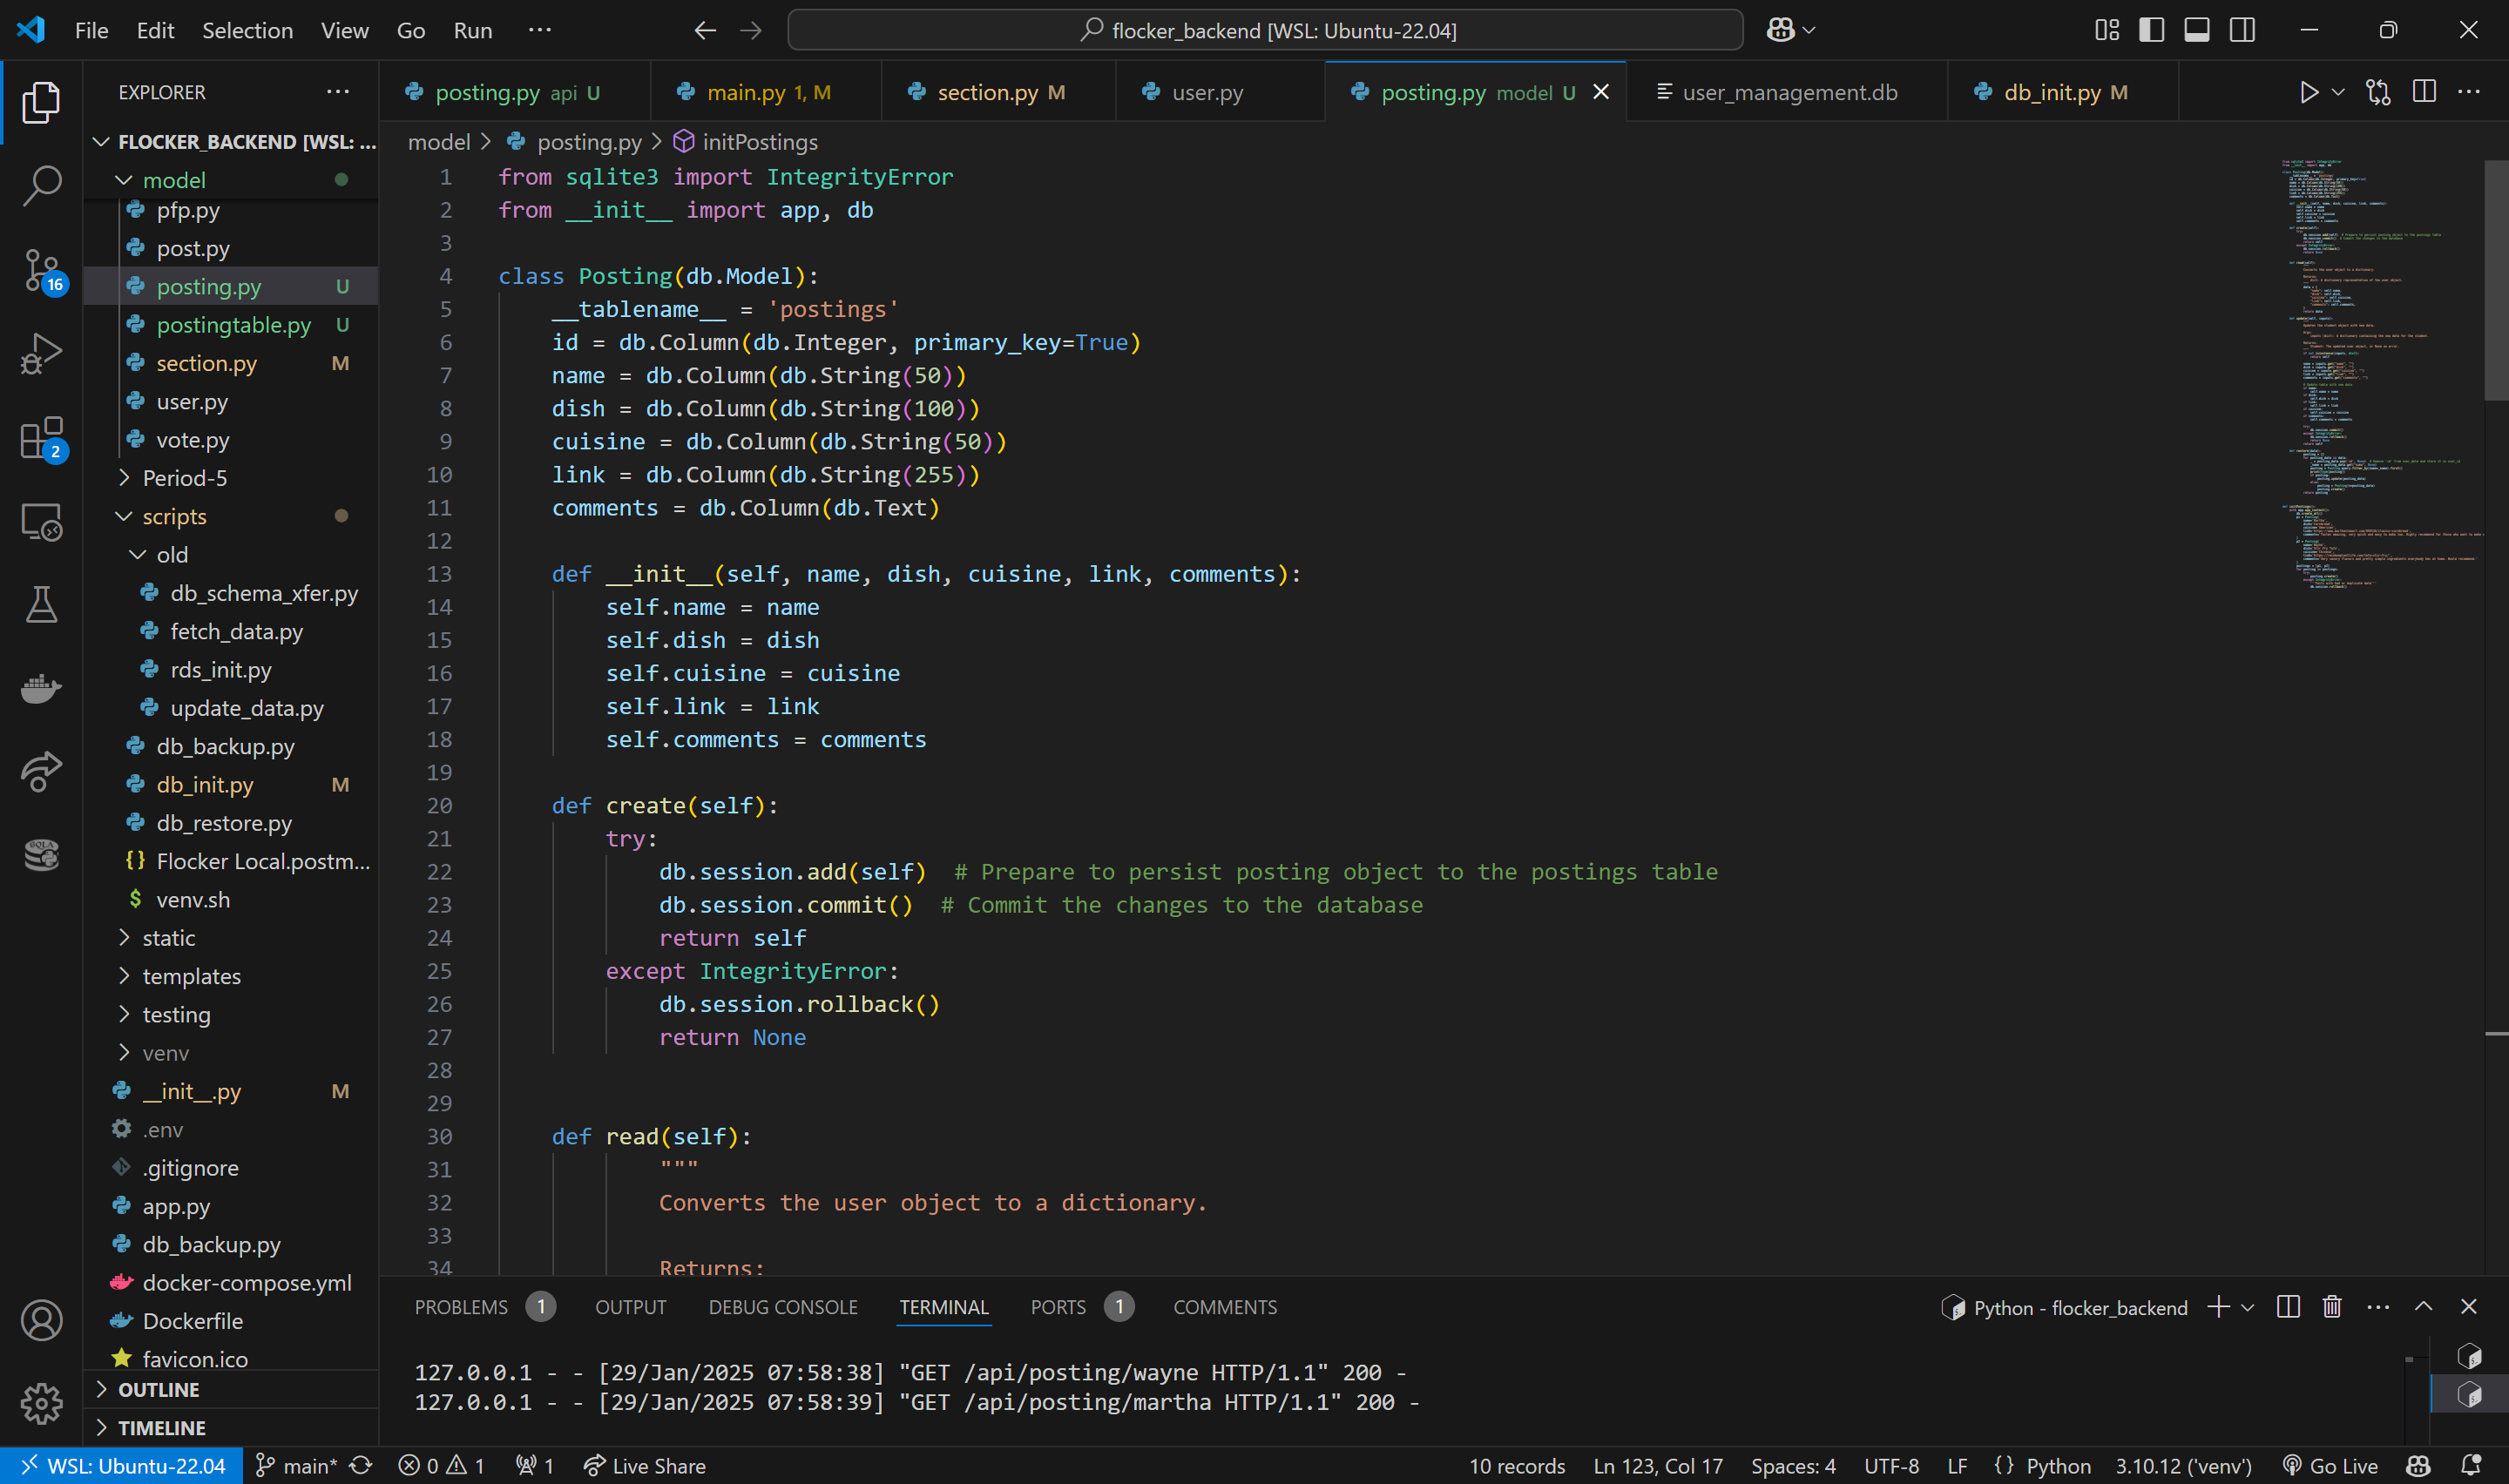 File Edit Selection View Go Run ···
flocker_backend [WSL: Ubuntu-22.04]
EXPLORER
FLOCKER_BACKEND [WSL: ...
model
pfp.py
post.py
posting.py U
postingtable.py U
section.py M
user.py
vote.py
Period-5
scripts
old
db_schema_xfer.py
fetch_data.py
rds_init.py
update_data.py
db_backup.py
db_init.py M
db_restore.py
{} Flocker Local.postm...
$ venv.sh
static
templates
testing
venv
__init__.py M
.env
.gitignore
app.py
db_backup.py
docker-compose.yml
Dockerfile
favicon.ico
OUTLINE
TIMELINE
16
2
posting.py api U
main.py 1, M
section.py M
user.py
posting.py model U
user_management.db
db_init.py M
model > posting.py > initPostings
1 from sqlite3 import IntegrityError
2 from __init__ import app, db
3
4 class Posting(db.Model):
5 __tablename__ = 'postings'
6 id = db.Column(db.Integer, primary_key=True)
7 name = db.Column(db.String(50))
8 dish = db.Column(db.String(100))
9 cuisine = db.Column(db.String(50))
10 link = db.Column(db.String(255))
11 comments = db.Column(db.Text)
12
13 def __init__(self, name, dish, cuisine, link, comments):
14 self.name = name
15 self.dish = dish
16 self.cuisine = cuisine
17 self.link = link
18 self.comments = comments
19
20 def create(self):
21 try:
22 db.session.add(self) # Prepare to persist posting object to the postings table
23 db.session.commit() # Commit the changes to the database
24 return self
25 except IntegrityError:
26 db.session.rollback()
27 return None
28
29
30 def read(self):
31 """
32 Converts the user object to a dictionary.
33
34 Returns:
PROBLEMS 1 OUTPUT DEBUG CONSOLE TERMINAL PORTS 1 COMMENTS
Python - flocker_backend
127.0.0.1 - - [29/Jan/2025 07:58:38] "GET /api/posting/wayne HTTP/1.1" 200 -
127.0.0.1 - - [29/Jan/2025 07:58:39] "GET /api/posting/martha HTTP/1.1" 200 -
WSL: Ubuntu-22.04 main* 0 1 1 Live Share
10 records Ln 123, Col 17 Spaces: 4 UTF-8 LF {} Python 3.10.12 ('venv') Go Live